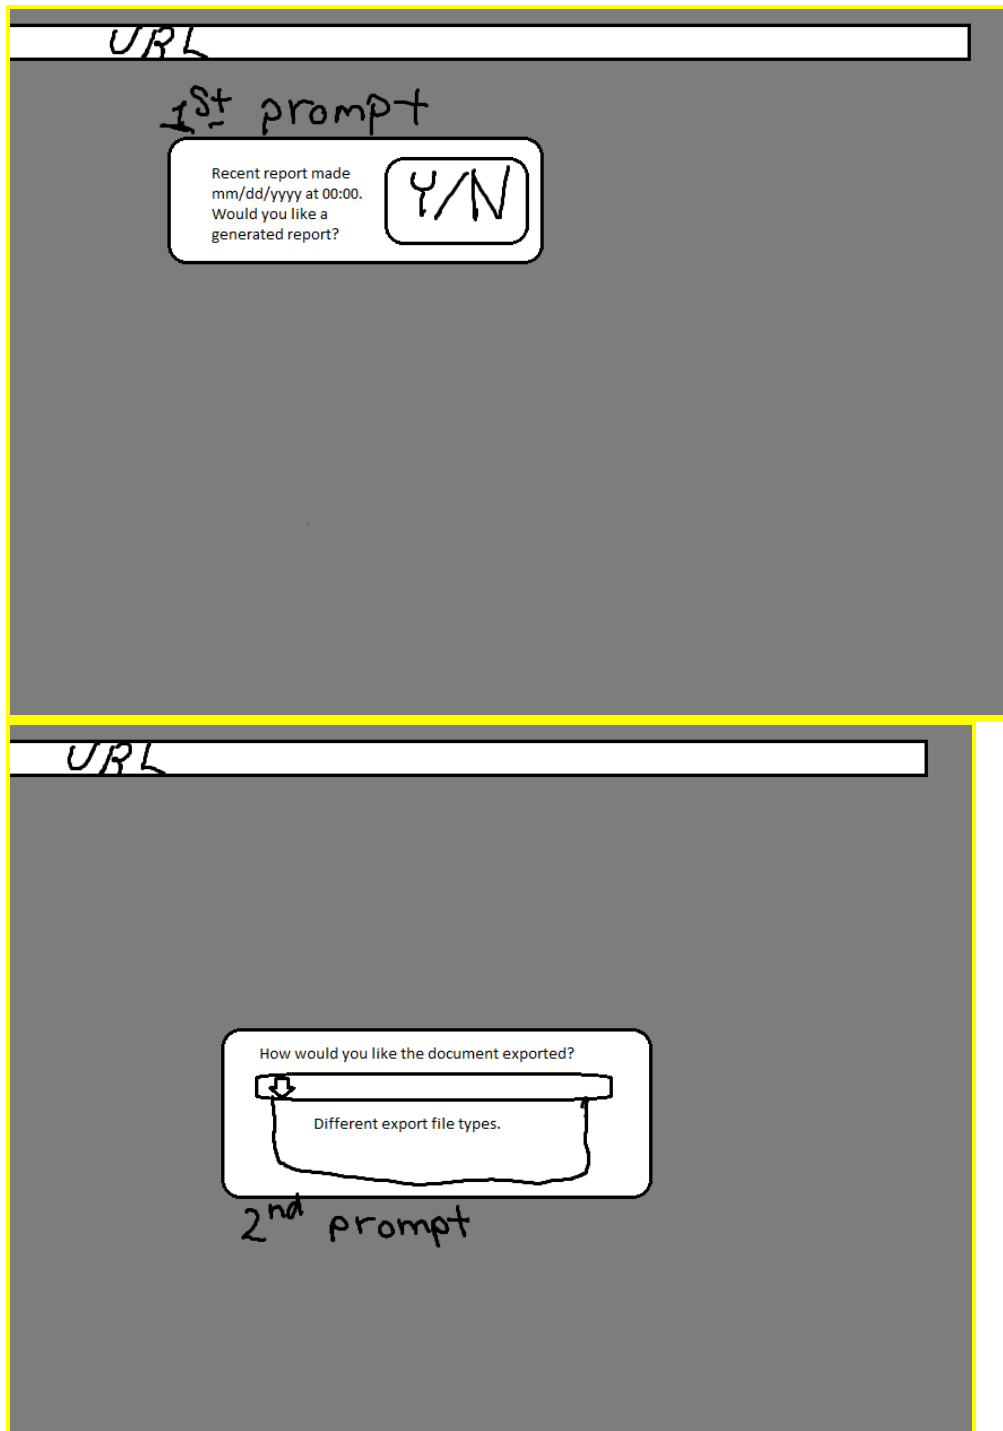 URL
1st prompt
Recent report made
mm/dd/yyyy at 00:00.
Would you like a
generated report?
Y/N
URL
How would you like the document exported?
Different export file types.
2nd prompt